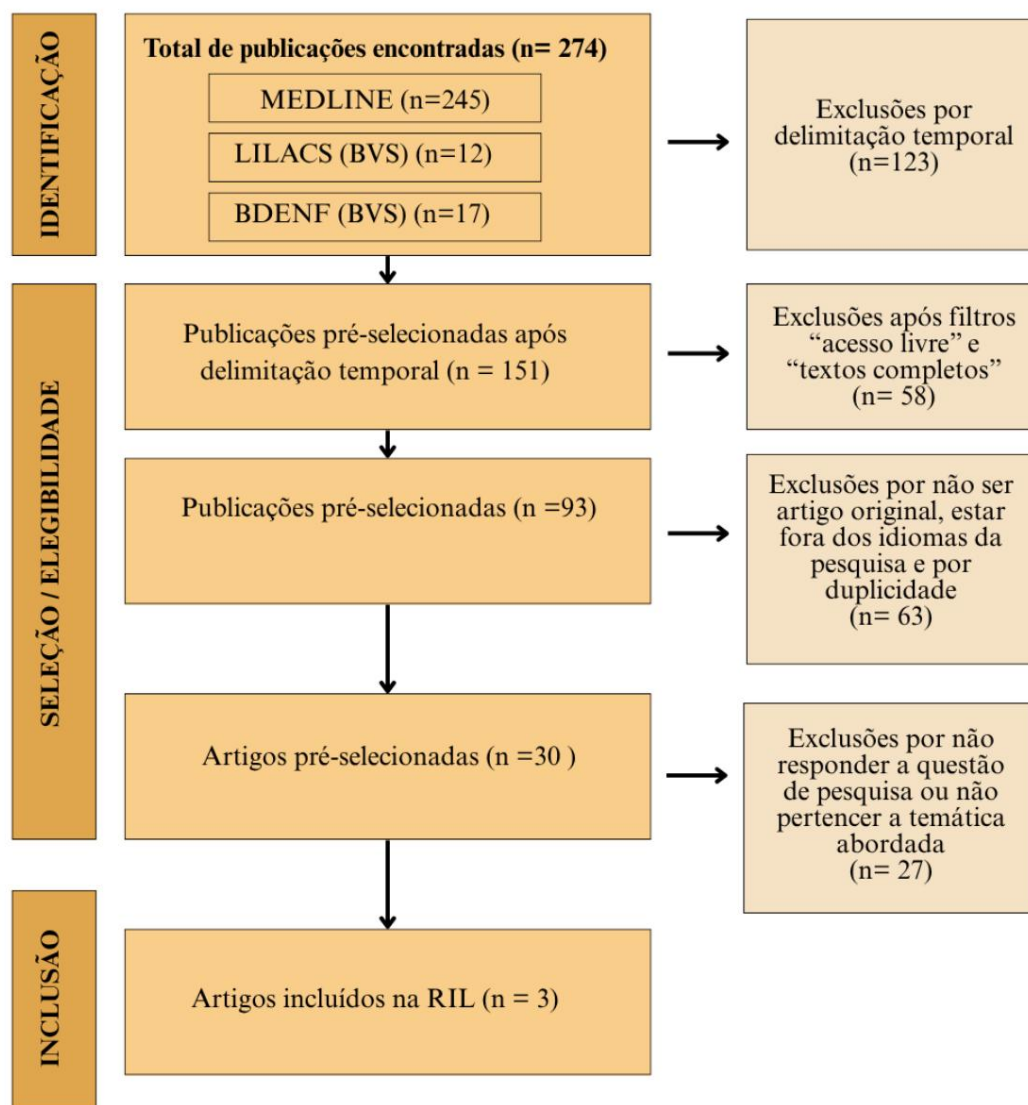 IDENTIFICAÇÃO
Total de publicações encontradas (n= 274)
MEDLINE (n=245)
LILACS (BVS) (n=12)
BDENF (BVS) (n=17)
Exclusões por
delimitação temporal
(n=123)
SELEÇÃO / ELEGIBILIDADE
Publicações pré-selecionadas após
delimitação temporal (n = 151)
Exclusões após filtros
“acesso livre” e
“textos completos”
(n= 58)
Publicações pré-selecionadas (n =93)
Exclusões por não ser
artigo original, estar
fora dos idiomas da
pesquisa e por
duplicidade
(n= 63)
Artigos pré-selecionadas (n =30 )
Exclusões por não
responder a questão
de pesquisa ou não
pertencer a temática
abordada
(n= 27)
INCLUSÃO
Artigos incluídos na RIL (n = 3)